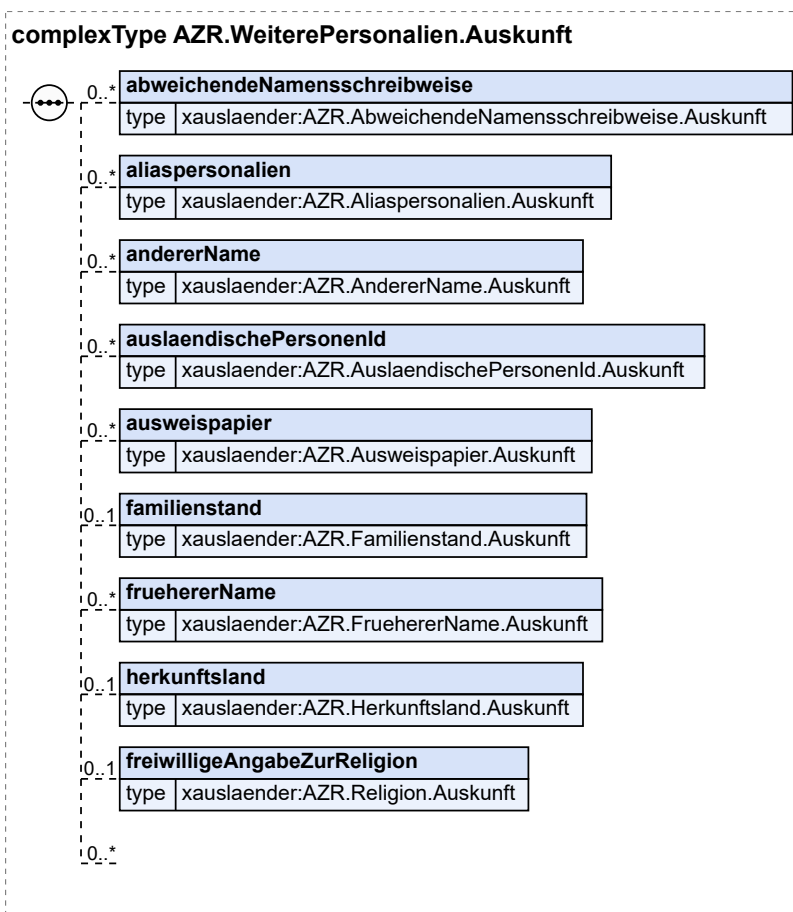 complexType AZR.WeiterePersonalien.Auskunft
0..* abweichendeNamensschreibweise
type xauslaender:AZR.AbweichendeNamensschreibweise.Auskunft
0..* aliaspersonalien
type xauslaender:AZR.Aliaspersonalien.Auskunft
0..* andererName
type xauslaender:AZR.AndererName.Auskunft
0..* auslaendischePersonenId
type xauslaender:AZR.AuslaendischePersonenId.Auskunft
0..* ausweispapier
type xauslaender:AZR.Ausweispapier.Auskunft
0..1 familienstand
type xauslaender:AZR.Familienstand.Auskunft
0..* fruehererName
type xauslaender:AZR.FruehererName.Auskunft
0..1 herkunftsland
type xauslaender:AZR.Herkunftsland.Auskunft
0..1 freiwilligeAngabeZurReligion
type xauslaender:AZR.Religion.Auskunft
0..*